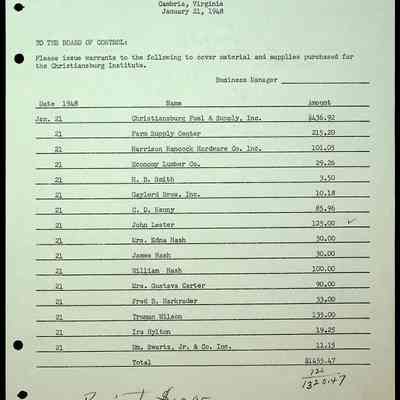 Cambria, Virginia
January 21, 1948
TO THE BOARD OF CONTROL:
Please issue warrants to the following to cover material and supplies purchased for
the Christiansburg Institute.
Business Manager
Date 1948 Name Amount
Jan. 21 Christiansburg Fuel & Supply, Inc. $436.92
21 Farm Supply Center 215.20
21 Harrison Hancock Hardware Co. Inc. 101.05
21 Economy Lumber Co. 29.26
21 H. B. Smith 3.50
21 Gaylord Bros. Inc. 10.18
21 C. D. Kenny 85.96
21 John Lester 125.00 ✓
21 Mrs. Edna Hash 30.00
21 James Hash 30.00
21 William Hash 100.00
21 Mrs. Gustava Carter 90.00
21 Fred D. Harkrader 33.00
21 Truman Wilson 135.00
21 Ira Hylton 19.25
21 Wm. Swartz, Jr. & Co. Inc. 11.15
Total $1455.47